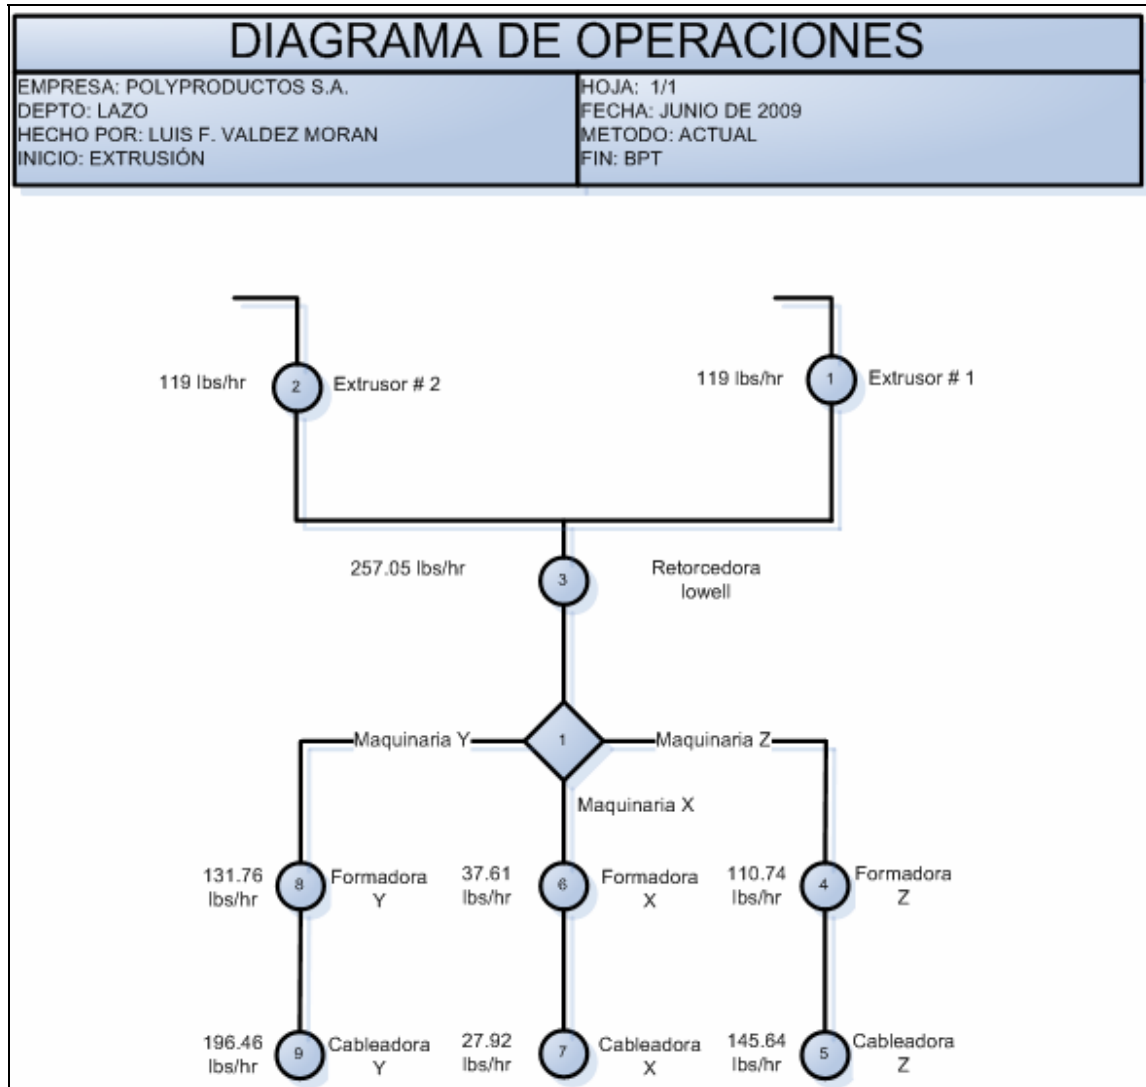 DIAGRAMA DE OPERACIONES
EMPRESA: POLYPRODUCTOS S.A.
DEPTO: LAZO
HECHO POR: LUIS F. VALDEZ MORAN
INICIO: EXTRUSIÓN
HOJA: 1/1
FECHA: JUNIO DE 2009
METODO: ACTUAL
FIN: BPT
119 lbs/hr
2
Extrusor # 2
119 lbs/hr
1
Extrusor # 1
257.05 lbs/hr
3
Retorcedora
lowell
Maquinaria Y
1
Maquinaria Z
Maquinaria X
131.76
lbs/hr
8
Formadora
Y
37.61
lbs/hr
6
Formadora
X
110.74
lbs/hr
4
Formadora
Z
196.46
lbs/hr
9
Cableadora
Y
27.92
lbs/hr
7
Cableadora
X
145.64
lbs/hr
5
Cableadora
Z